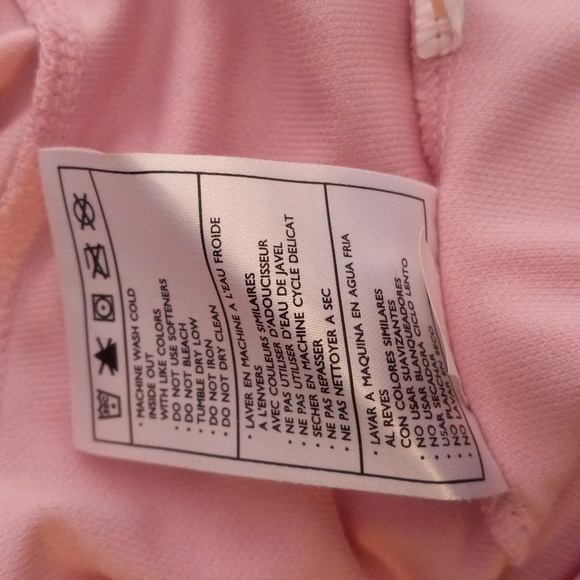 · MACHINE WASH COLD
INSIDE OUT
WITH LIKE COLORS
· DO NOT USE SOFTENERS
· DO NOT BLEACH
· TUMBLE DRY LOW
· DO NOT IRON
· DO NOT DRY CLEAN
· LAVER EN MACHINE À L'EAU FROIDE
A L'ENVERS
AVEC COULEURS SIMILAIRES
· NE PAS UTILISER D'ADOUCISSEUR
· NE PAS UTILISER D'EAU DE JAVEL
· SECHER EN MACHINE CYCLE DELICAT
· NE PAS REPASSER
· NE PAS NETTOYER A SEC
· LAVAR A MAQUINA EN AGUA FRIA
AL REVES
CON COLORES SIMILARES
· NO USAR SUAVIZANTES
· NO USAR BLANQUEADORES
· USAR
· NO
· NO